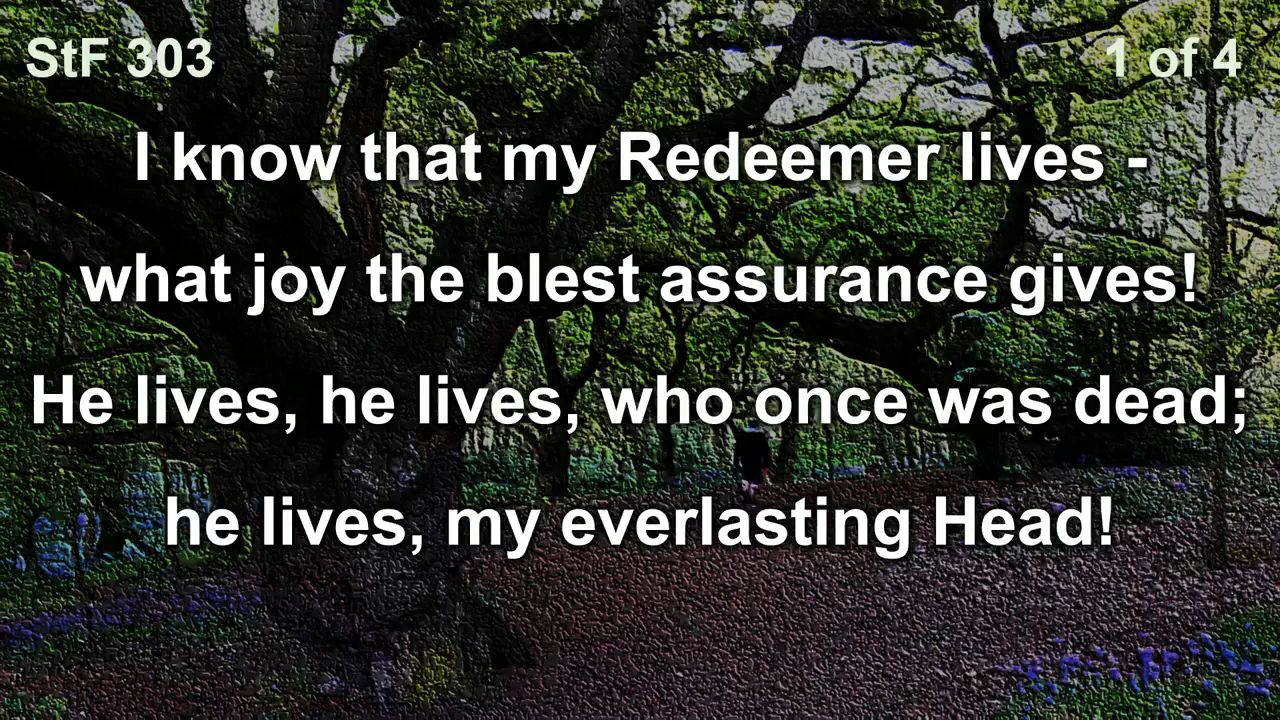 StF 303
1 of 4
I know that my Redeemer lives -
what joy the blest assurance gives!
He lives, he lives, who once was dead;
he lives, my everlasting Head!